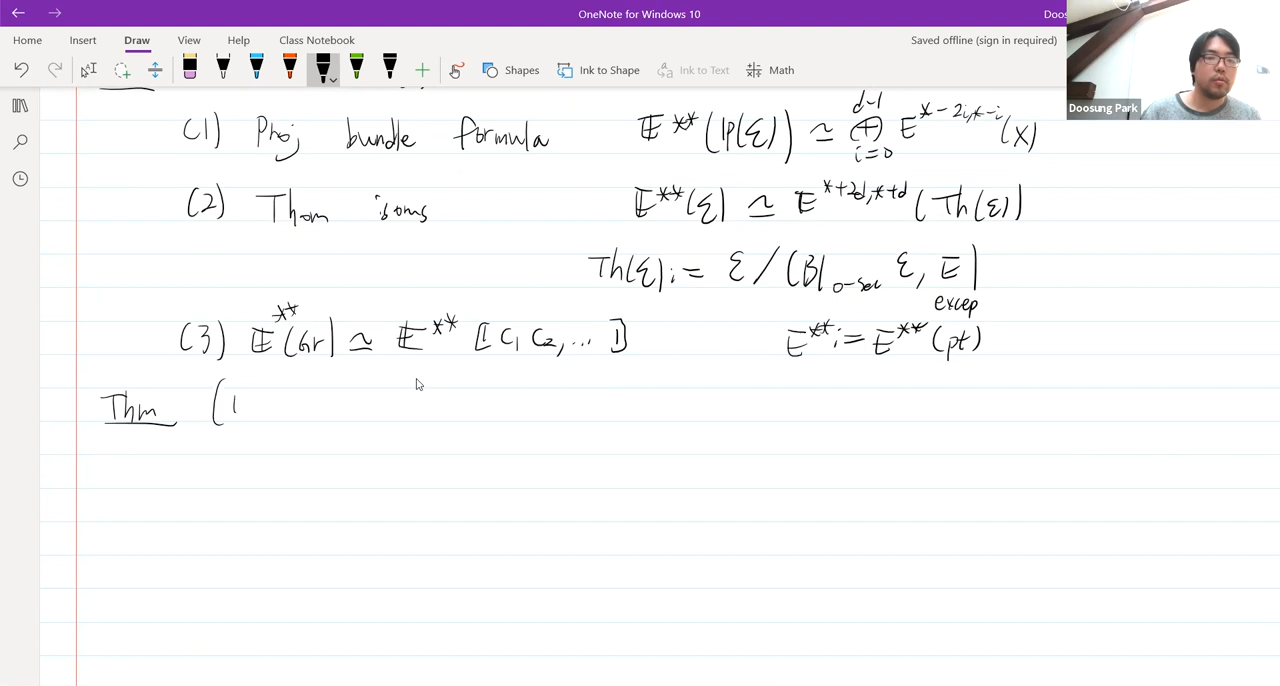 OneNote for Windows 10
Doos
Home Insert Draw View Help Class Notebook
Saved offline (sign in required)
Shapes Ink to Shape Ink to Text Math
Doosung Park
(1) Proj bundle formula 𝔼**(ℙ(ℰ)) ≃ ⊕_{i=0}^{d-1} E^{*-2i,*-i}(X)
(2) Thom isoms 𝔼**(ℰ) ≃ E^{*+2d,*+d}(Th(ℰ))
Th(ℰ) := ℰ/(Bl_{0-sec} ℰ, E)
excep
(3) 𝔼**(Gr) ≃ 𝔼**[[c₁ c₂, ...]] E** := E**(pt)
Thm (